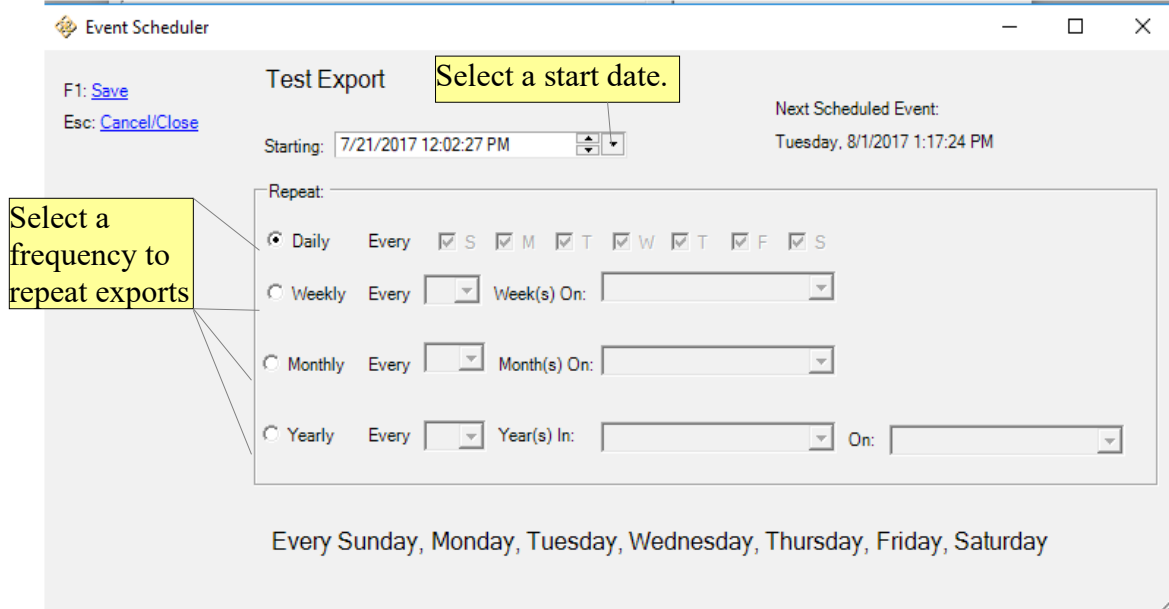 Event Scheduler
F1: Save
Esc: Cancel/Close
Test Export
Select a start date.
Next Scheduled Event:
Tuesday, 8/1/2017 1:17:24 PM
Starting: 7/21/2017 12:02:27 PM
Repeat:
Select a
frequency to
repeat exports
Daily Every S M T W T F S
Weekly Every Week(s) On:
Monthly Every Month(s) On:
Yearly Every Year(s) In: On:
Every Sunday, Monday, Tuesday, Wednesday, Thursday, Friday, Saturday